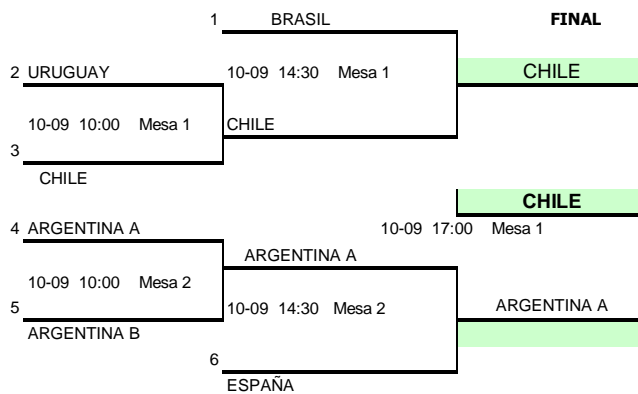 1 BRASIL FINAL
2 URUGUAY 10-09 14:30 Mesa 1 CHILE
10-09 10:00 Mesa 1 CHILE
3
CHILE
CHILE
4 ARGENTINA A 10-09 17:00 Mesa 1
ARGENTINA A
10-09 10:00 Mesa 2
5 10-09 14:30 Mesa 2 ARGENTINA A
ARGENTINA B
6
ESPAÑA